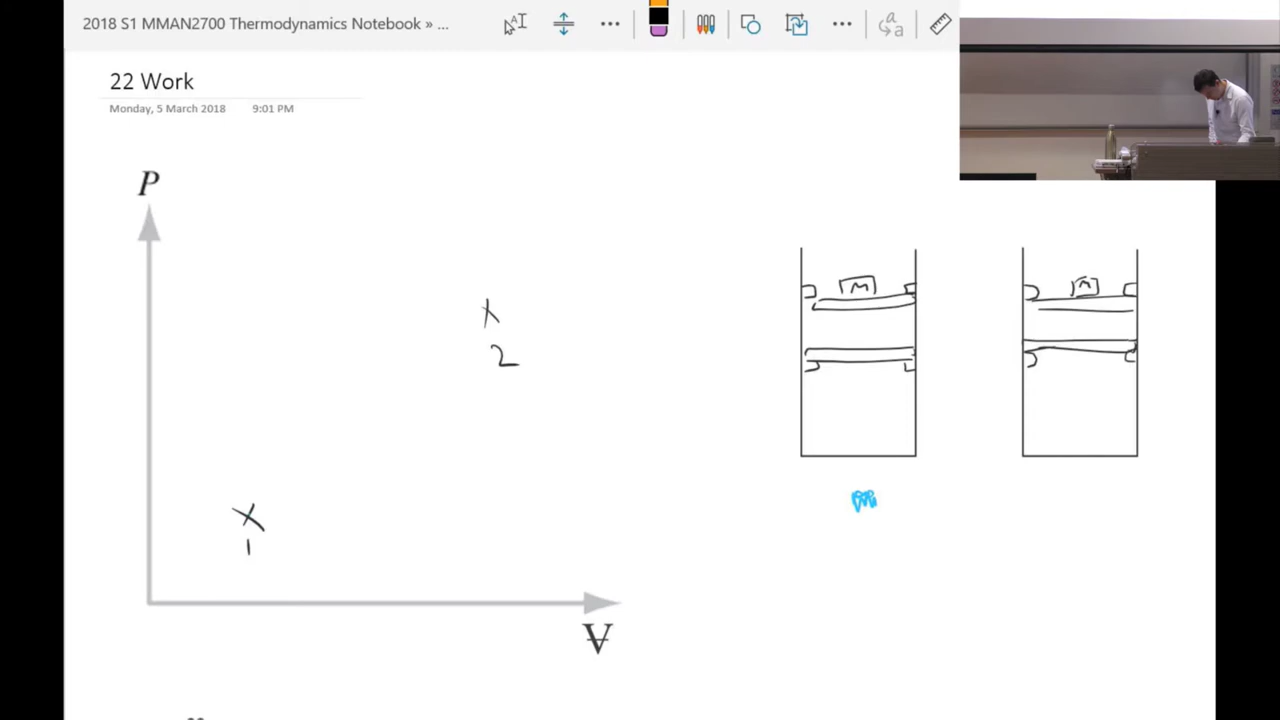 2018 S1 MMAN2700 Thermodynamics Notebook » ...
22 Work
Monday, 5 March 2018 9:01 PM
P
M
M
X
2
X
1
V